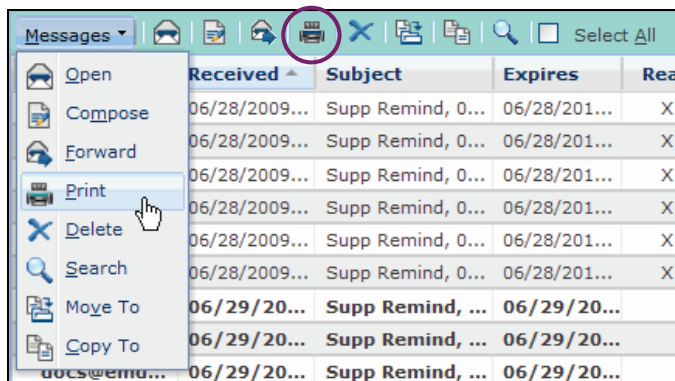 Messages Select All
Open Received Subject Expires Rea
Compose 06/28/2009... Supp Remind, 0... 06/28/201... X
06/28/2009... Supp Remind, 0... 06/28/201... X
Forward 06/28/2009... Supp Remind, 0... 06/28/201... X
Print 06/28/2009... Supp Remind, 0... 06/28/201... X
Delete 06/28/2009... Supp Remind, 0... 06/28/201... X
Search 06/28/2009... Supp Remind, 0... 06/28/201... X
Move To 06/29/20... Supp Remind, ... 06/29/20...
Copy To 06/29/20... Supp Remind, ... 06/29/20...
docs@emd... 06/29/20... Supp Remind, ... 06/29/20...